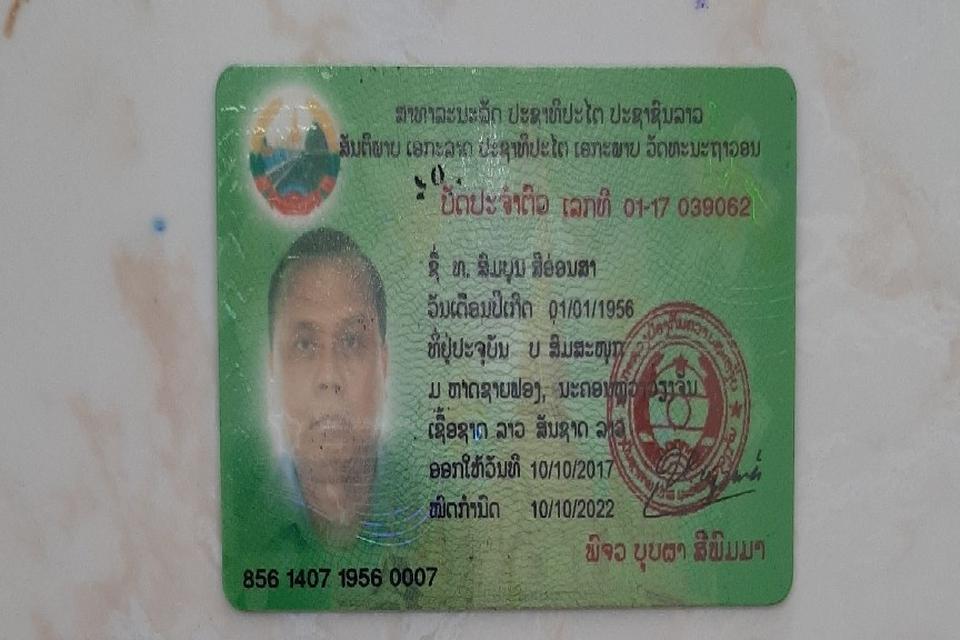 ສາທາລະນະລັດ ປະຊາທິປະໄຕ ປະຊາຊົນລາວ
ສັນຕິພາບ ເອກະລາດ ປະຊາທິປະໄຕ ເອກະພາບ ວັດທະນະຖາວອນ
ບັດປະຈຳຕົວ ເລກທີ 01-17 039062
ຊື່ ທ. ສົມບູນ ສີອ່ອນສາ
ວັນເດືອນປີເກີດ 01/01/1956
ທີ່ຢູ່ປະຈຸບັນ ບ ສົມສະໜຸກ
ມ ຫາດຊາຍຟອງ, ນະຄອນຫຼວງວຽງຈັນ
ເຊື້ອຊາດ ລາວ ສັນຊາດ ລາວ
ອອກໃຫ້ວັນທີ 10/10/2017
ໝົດກຳນົດ 10/10/2022
ພົຈວ ບຸບຜາ ສີພິມມາ
856 1407 1956 0007